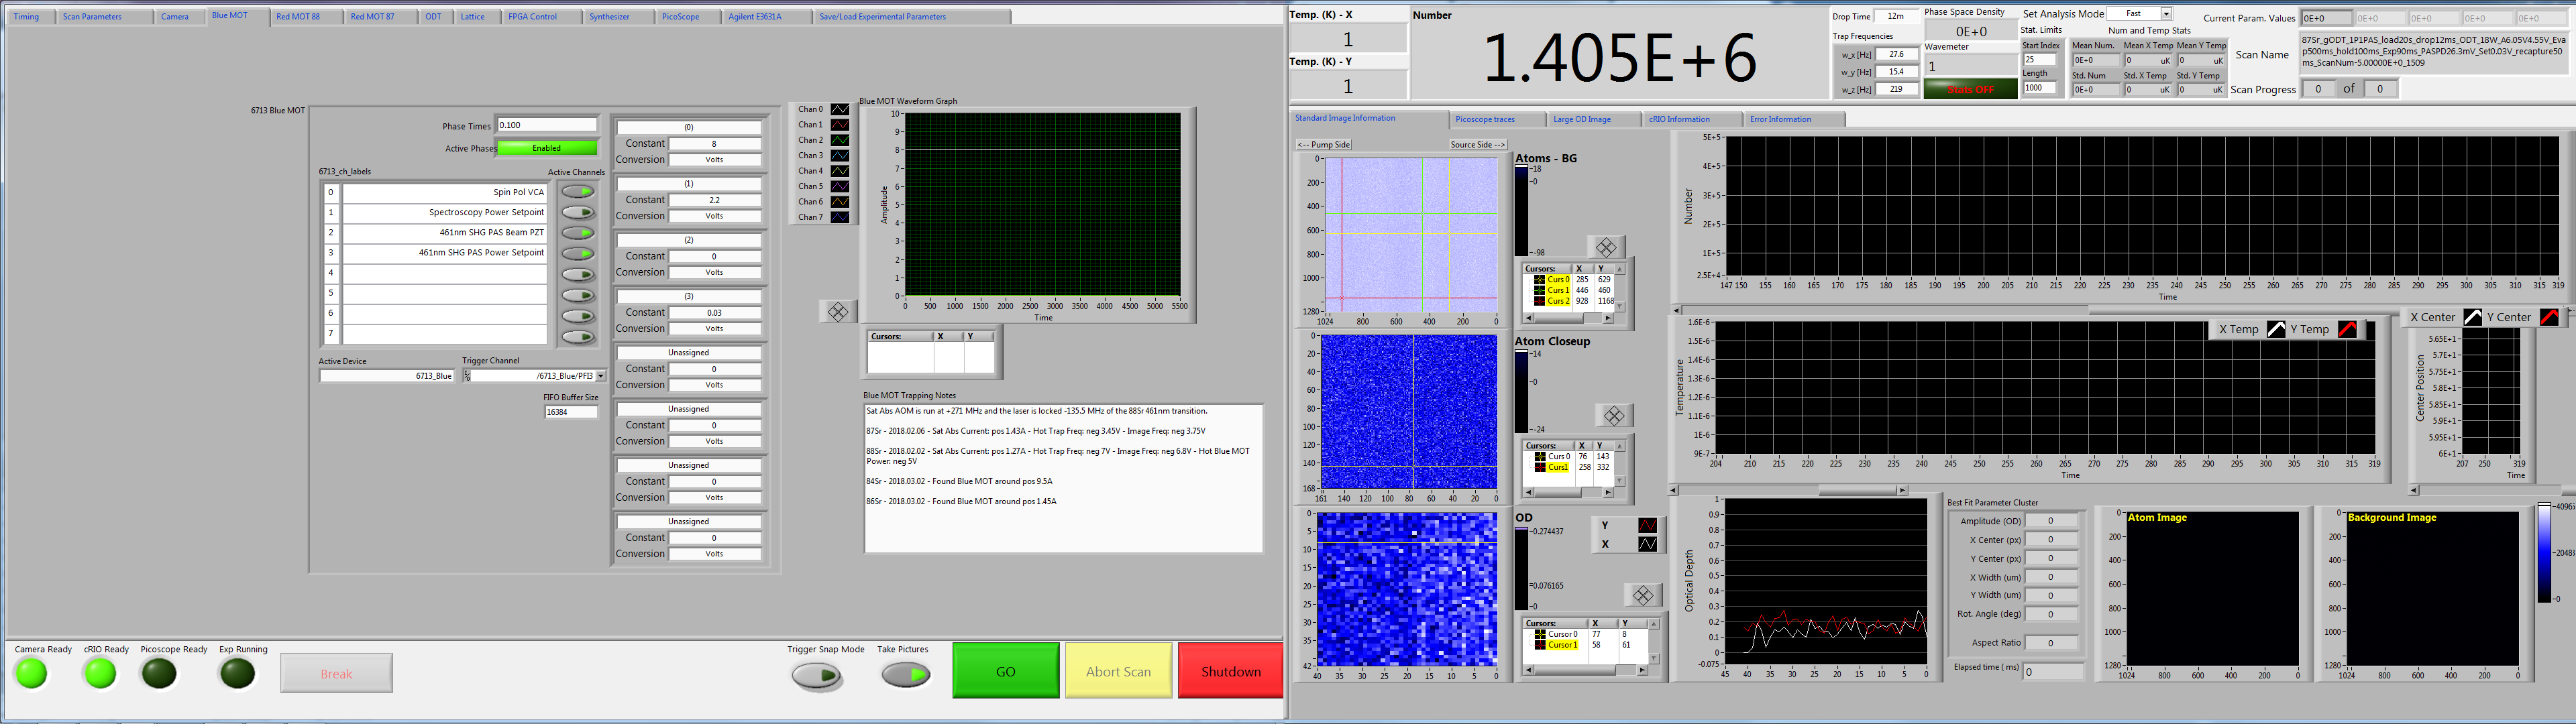 Timing Scan Parameters Camera Blue MOT Red MOT 88 Red MOT 87 ODT Lattice FPGA Control Synthesizer PicoScope Agilent E3631A Save/Load Experimental Parameters
6713 Blue MOT
Phase Times 0.100
Active Phases Enabled
6713_ch_labels Active Channels
0 Spin Pol VCA
1 Spectroscopy Power Setpoint
2 461nm SHG PAS Beam PZT
3 461nm SHG PAS Power Setpoint
4
5
6
7
Active Device Trigger Channel
6713_Blue /6713_Blue/PFI3
FIFO Buffer Size
16384
(0)
Constant 8
Conversion Volts
(1)
Constant 2.2
Conversion Volts
(2)
Constant 0
Conversion Volts
(3)
Constant 0.03
Conversion Volts
Unassigned
Constant 0
Conversion Volts
Unassigned
Constant 0
Conversion Volts
Unassigned
Constant 0
Conversion Volts
Unassigned
Constant 0
Conversion Volts
Chan 0
Chan 1
Chan 2
Chan 3
Chan 4
Chan 5
Chan 6
Chan 7
Blue MOT Waveform Graph
Amplitude
10
9
8
7
6
5
4
3
2
1
0
0 500 1000 1500 2000 2500 3000 3500 4000 4500 5000 5500
Time
Cursors: X Y
Blue MOT Trapping Notes
Sat Abs AOM is run at +271 MHz and the laser is locked -135.5 MHz of the 88Sr 461nm transition.
87Sr - 2018.02.06 - Sat Abs Current: pos 1.43A - Hot Trap Freq: neg 3.45V - Image Freq: neg 3.75V
88Sr - 2018.02.02 - Sat Abs Current: pos 1.27A - Hot Trap Freq: neg 7V - Image Freq: neg 6.8V - Hot Blue MOT
Power: neg 5V
84Sr - 2018.03.02 - Found Blue MOT around pos 9.5A
86Sr - 2018.03.02 - Found Blue MOT around pos 1.45A
Camera Ready cRIO Ready Picoscope Ready Exp Running
Break
Trigger Snap Mode Take Pictures
GO Abort Scan Shutdown
Temp. (K) - X
1
Temp. (K) - Y
1
Number
1.405E+6
Drop Time 12m
Trap Frequencies
w_x [Hz] 27.6
w_y [Hz] 15.4
w_z [Hz] 219
Phase Space Density
0E+0
Wavemeter
1
Stats OFF
Set Analysis Mode Fast
Stat. Limits Num and Temp Stats
Start Index
25
Length
1000
Mean Num. Mean X Temp Mean Y Temp
0E+0 0 uK 0 uK
Std. Num Std. X Temp Std. Y Temp
0E+0 0 uK 0 uK
Current Param. Values 0E+0 0E+0 0E+0 0E+0 0E+0
Scan Name
87Sr_gODT_1P1PAS_load20s_drop12ms_ODT_18W_A6.05V4.55V_Eva
p500ms_hold100ms_Exp90ms_PASPD26.3mV_Set0.03V_recapture50
ms_ScanNum-5.00000E+0_1509
Scan Progress 0 of 0
Standard Image Information Picoscope traces Large OD Image cRIO Information Error Information
<-- Pump Side Source Side -->
0
200
400
600
800
1000
1280
1024 800 600 400 200 0
Atoms - BG
18
0
-98
Cursors: X Y
Curs 0 285 629
Curs 1 446 460
Curs 2 928 1168
0
20
40
60
80
100
120
140
168
161 140 120 100 80 60 40 20 0
Atom Closeup
14
0
-24
Cursors: X Y
Curs 0 76 143
Curs1 258 332
0
5
10
15
20
25
30
35
42
40 35 30 25 20 15 10 5 0
OD
0.274437
0.076165
0
Y
X
Cursors: X Y
Cursor 0 77 8
Cursor 1 58 61
Number
5E+5
4E+5
3E+5
2E+5
1E+5
2.5E+4
147 150 155 160 165 170 175 180 185 190 195 200 205 210 215 220 225 230 235 240 245 250 255 260 265 270 275 280 285 290 295 300 305 310 315 319
Time
X Temp Y Temp
Temperature
1.6E-6
1.5E-6
1.3E-6
1.2E-6
1.1E-6
1E-6
9E-7
204 210 215 220 225 230 235 240 245 250 255 260 265 270 275 280 285 290 295 300 305 310 319
Time
X Center Y Center
Center Position
5.65E+1
5.7E+1
5.75E+1
5.8E+1
5.85E+1
5.9E+1
5.95E+1
6E+1
207 250 319
Time
Optical Depth
1
0.9
0.8
0.7
0.6
0.5
0.4
0.3
0.2
0.1
0
-0.075
45 40 35 30 25 20 15 10 5 0
Best Fit Parameter Cluster
Amplitude (OD) 0
X Center (px) 0
Y Center (px) 0
X Width (um) 0
Y Width (um) 0
Rot. Angle (deg) 0
Aspect Ratio 0
Elapsed time ( ms) 0
Atom Image
0
200
400
600
800
1000
1280
1024 800 600 400 200 0
Background Image
0
200
400
600
800
1000
1280
1024 800 600 400 200 0
0